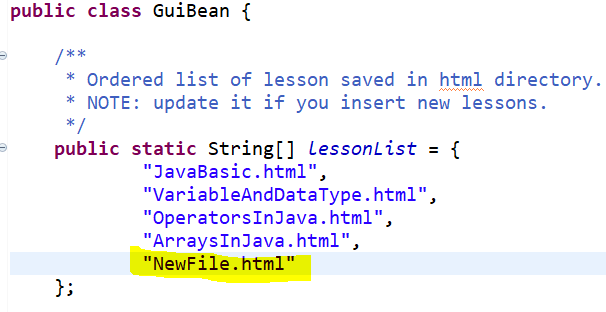 public class GuiBean {
/**
* Ordered list of lesson saved in html directory.
* NOTE: update it if you insert new lessons.
*/
public static String[] lessonList = {
"JavaBasic.html",
"VariableAndDataType.html",
"OperatorsInJava.html",
"ArraysInJava.html",
"NewFile.html"
};